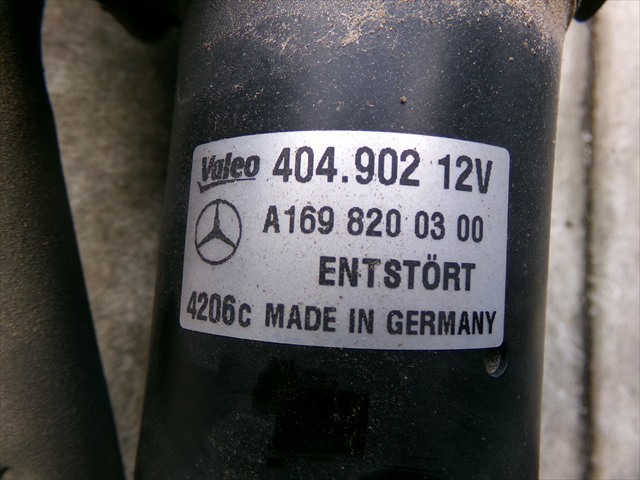 Valeo 404.902 12V
A169 820 03 00
ENTSTÖRT
4206C MADE IN GERMANY